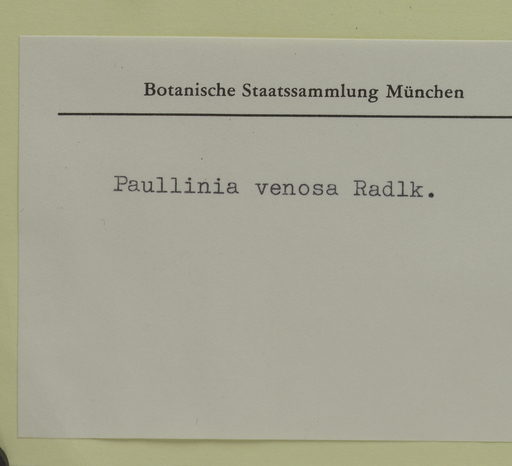 Botanische Staatssammlung München
Paullinia venosa Radlk.